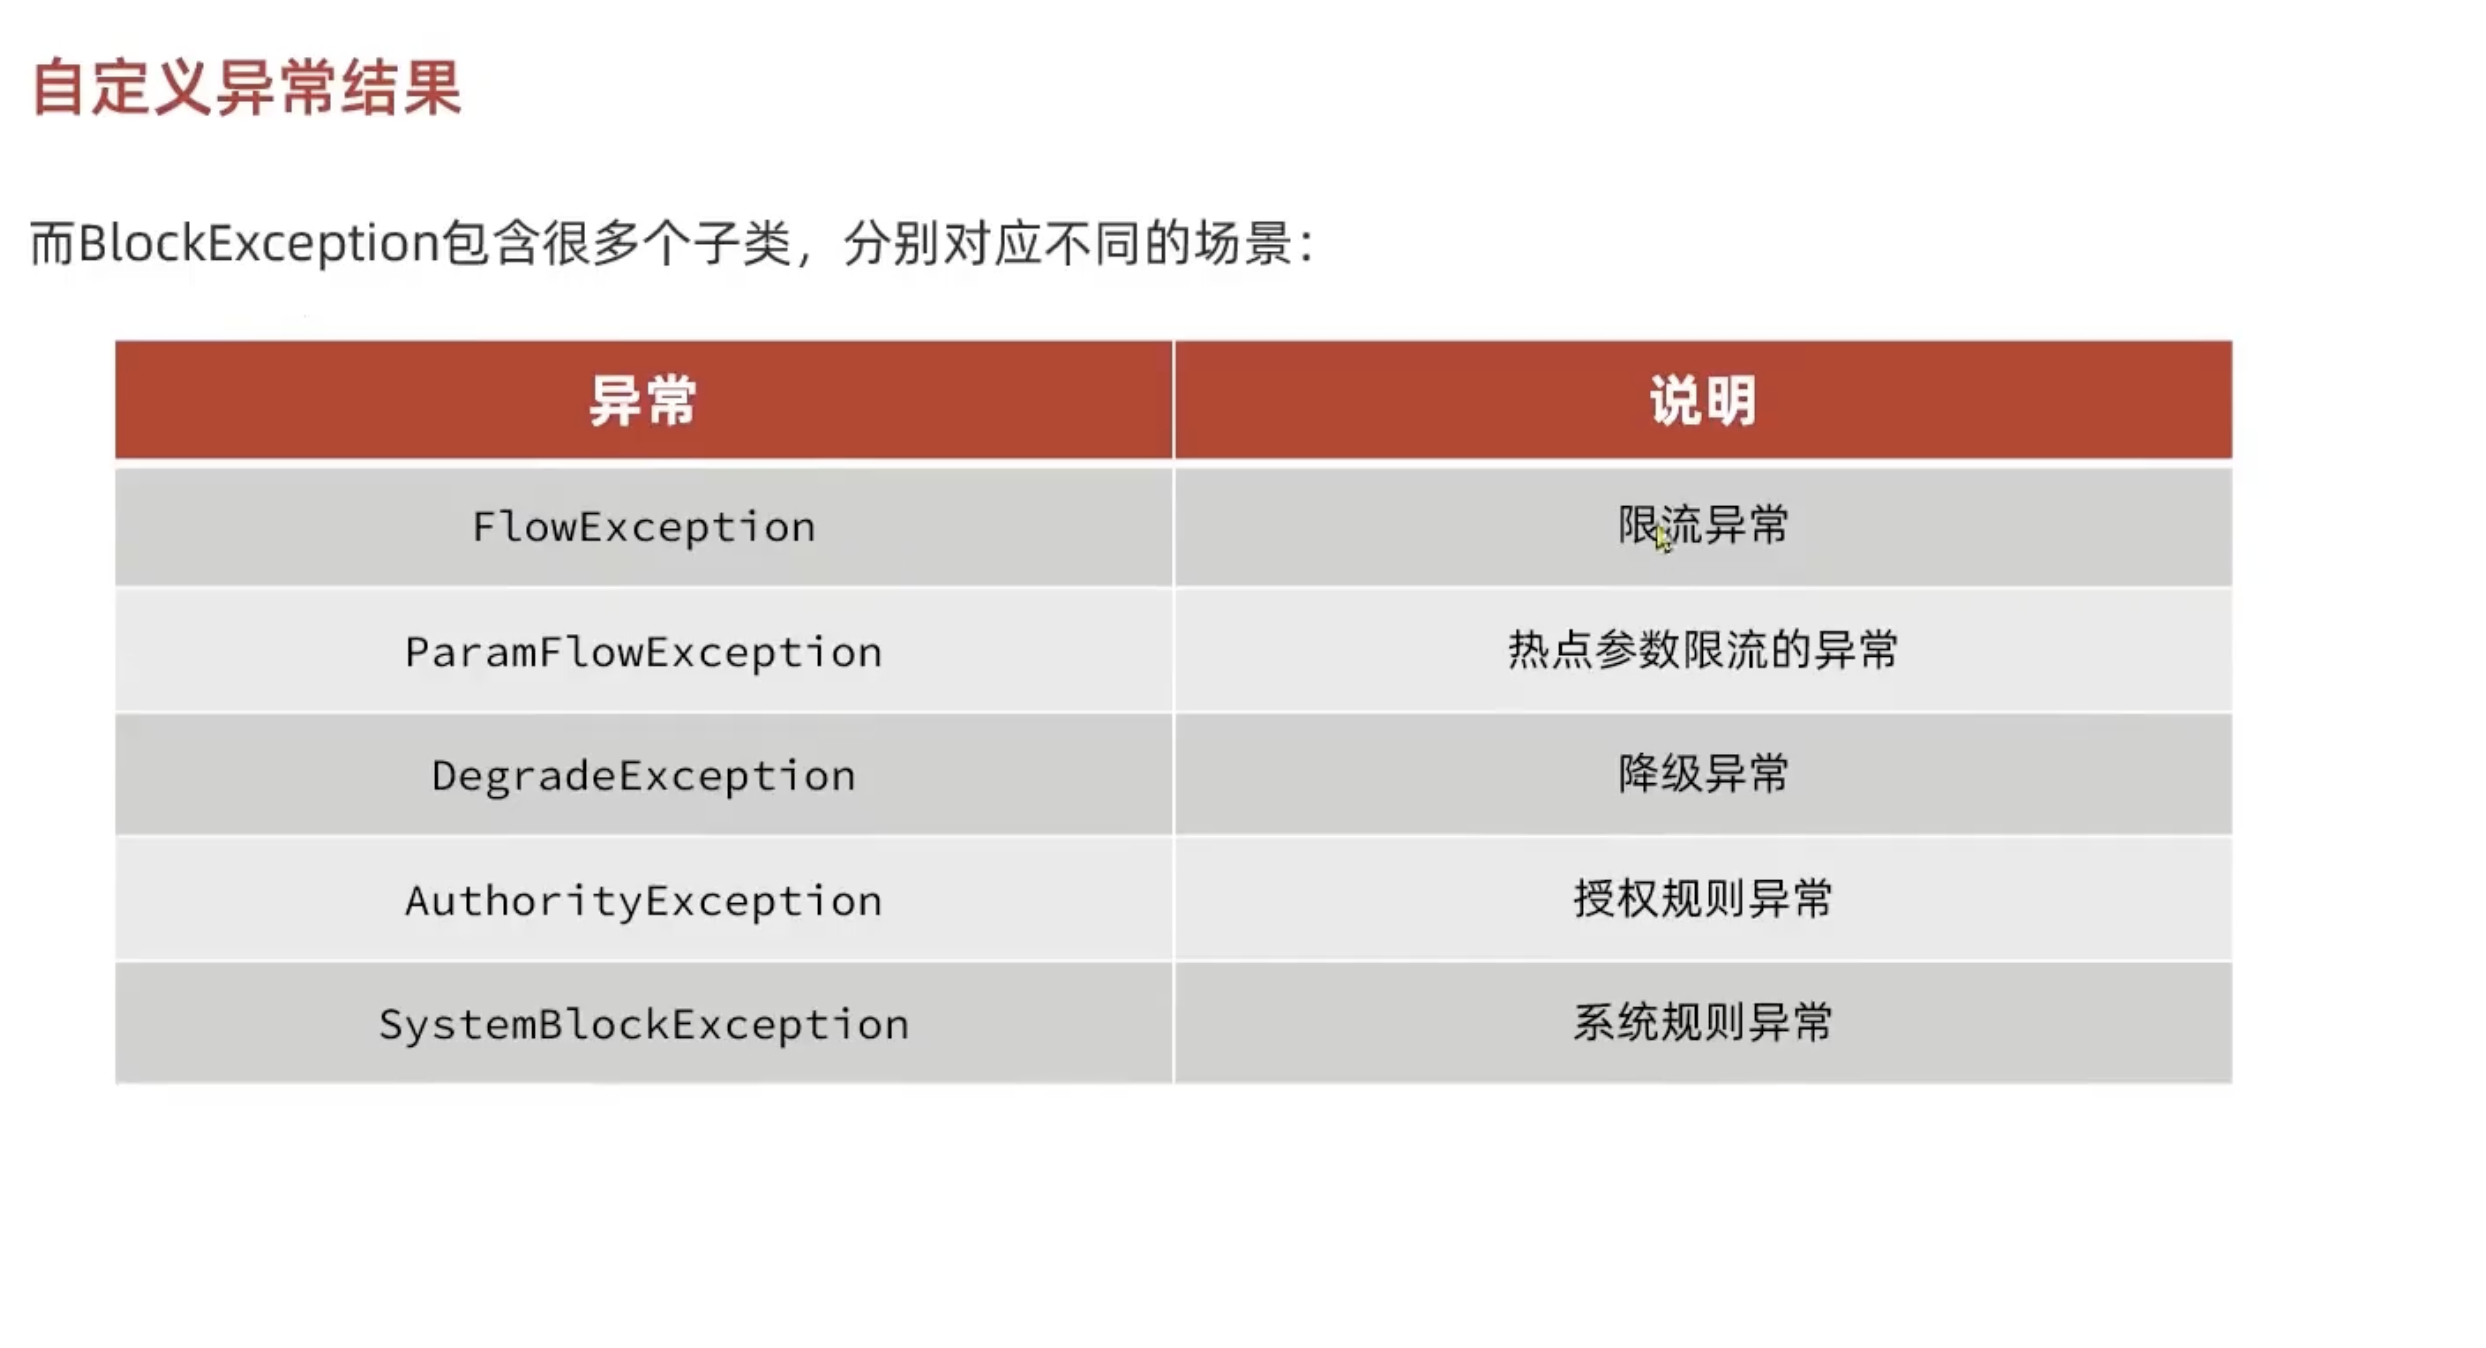 自定义异常结果
而BlockException包含很多个子类，分别对应不同的场景：
异常 说明
FlowException 限流异常
ParamFlowException 热点参数限流的异常
DegradeException 降级异常
AuthorityException 授权规则异常
SystemBlockException 系统规则异常